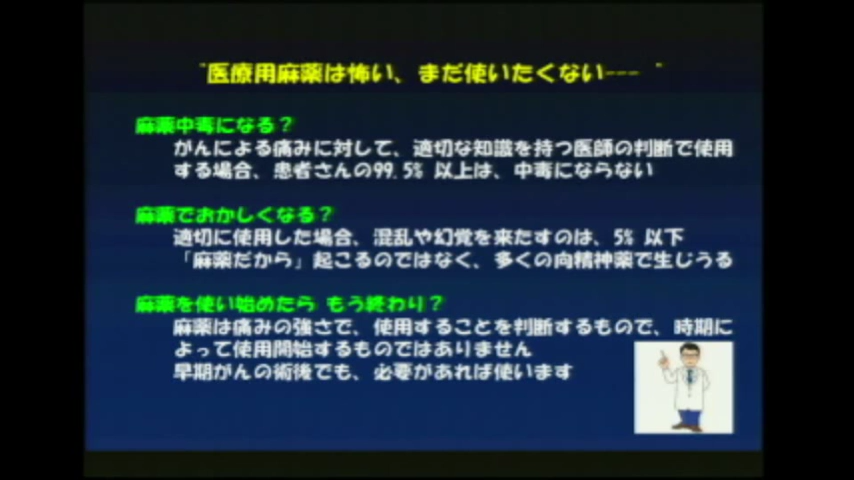 "医療用麻薬は怖い、まだ使いたくない--- "
麻薬中毒になる？
がんによる痛みに対して、適切な知識を持つ医師の判断で使用
する場合、患者さんの99.5% 以上は、中毒にならない
麻薬でおかしくなる？
適切に使用した場合、混乱や幻覚を来たすのは、5% 以下
「麻薬だから」起こるのではなく、多くの向精神薬で生じうる
麻薬を使い始めたら もう終わり？
麻薬は痛みの強さで、使用することを判断するもので、時期に
よって使用開始するものではありません
早期がんの術後でも、必要があれば使います